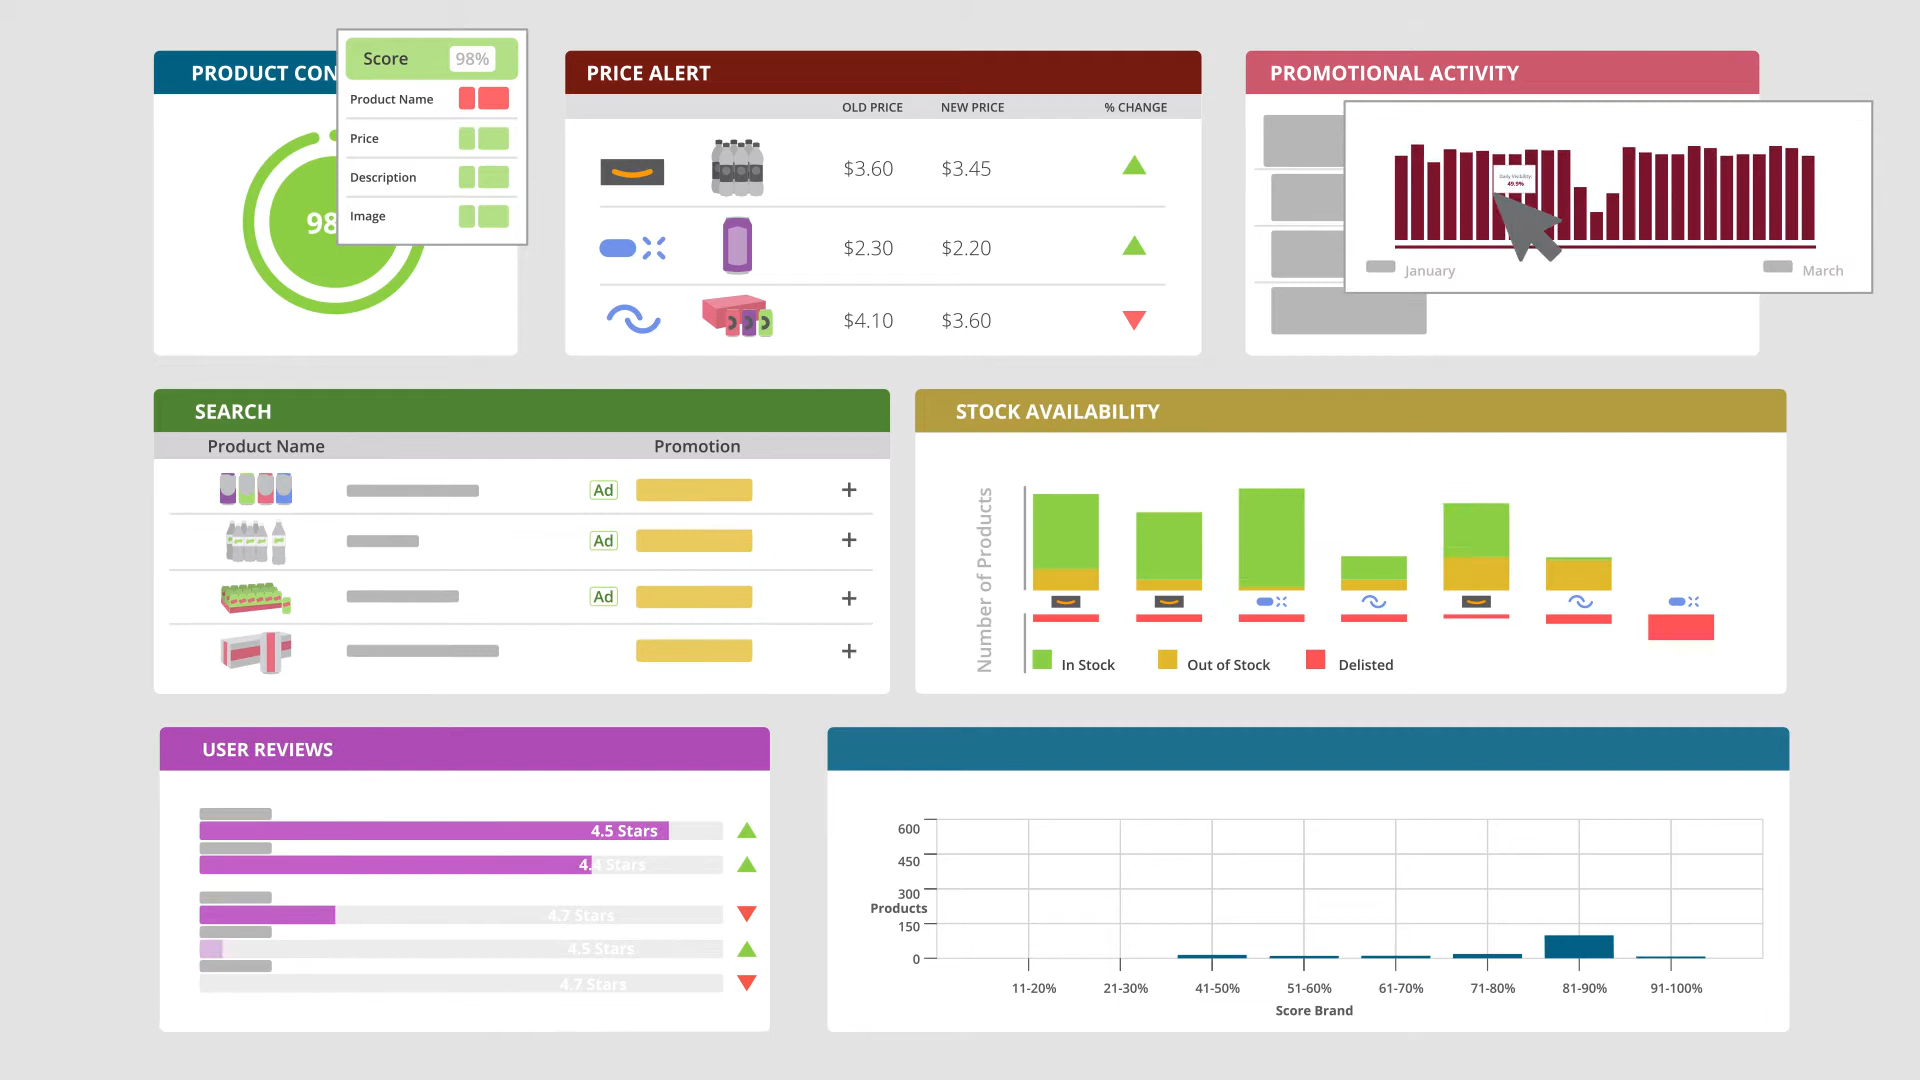 PRODUCT CON
Score 98%
Product Name
Price
Description
Image
98
PRICE ALERT
OLD PRICE NEW PRICE % CHANGE
$3.60 $3.45
$2.30 $2.20
$4.10 $3.60
PROMOTIONAL ACTIVITY
Daily Visibility:
49.9%
January March
SEARCH
Product Name Promotion
Ad +
Ad +
Ad +
+
STOCK AVAILABILITY
Number of Products
In Stock Out of Stock Delisted
USER REVIEWS
4.5 Stars
4.4 Stars
4.7 Stars
4.5 Stars
4.7 Stars
600
450
300
Products
150
0
11-20% 21-30% 41-50% 51-60% 61-70% 71-80% 81-90% 91-100%
Score Brand